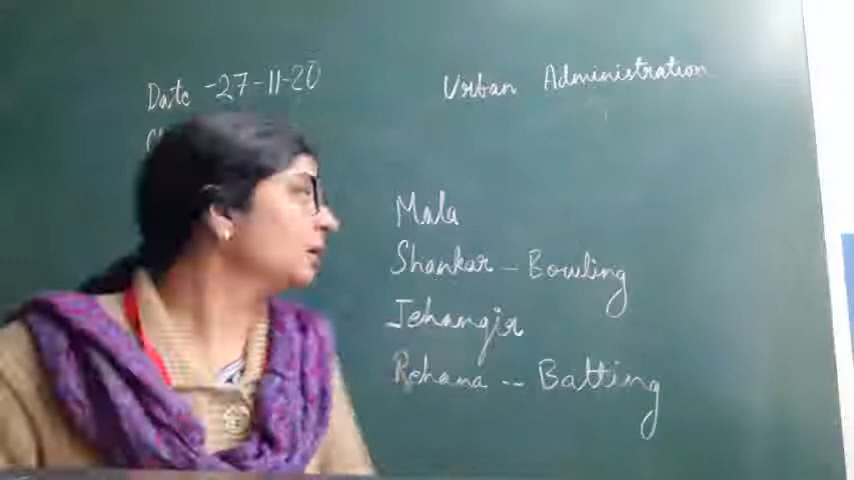 Date -27-11-20
Urban Administration
Mala
Shankar - Bowling
Jehangir
Rehana -- Batting